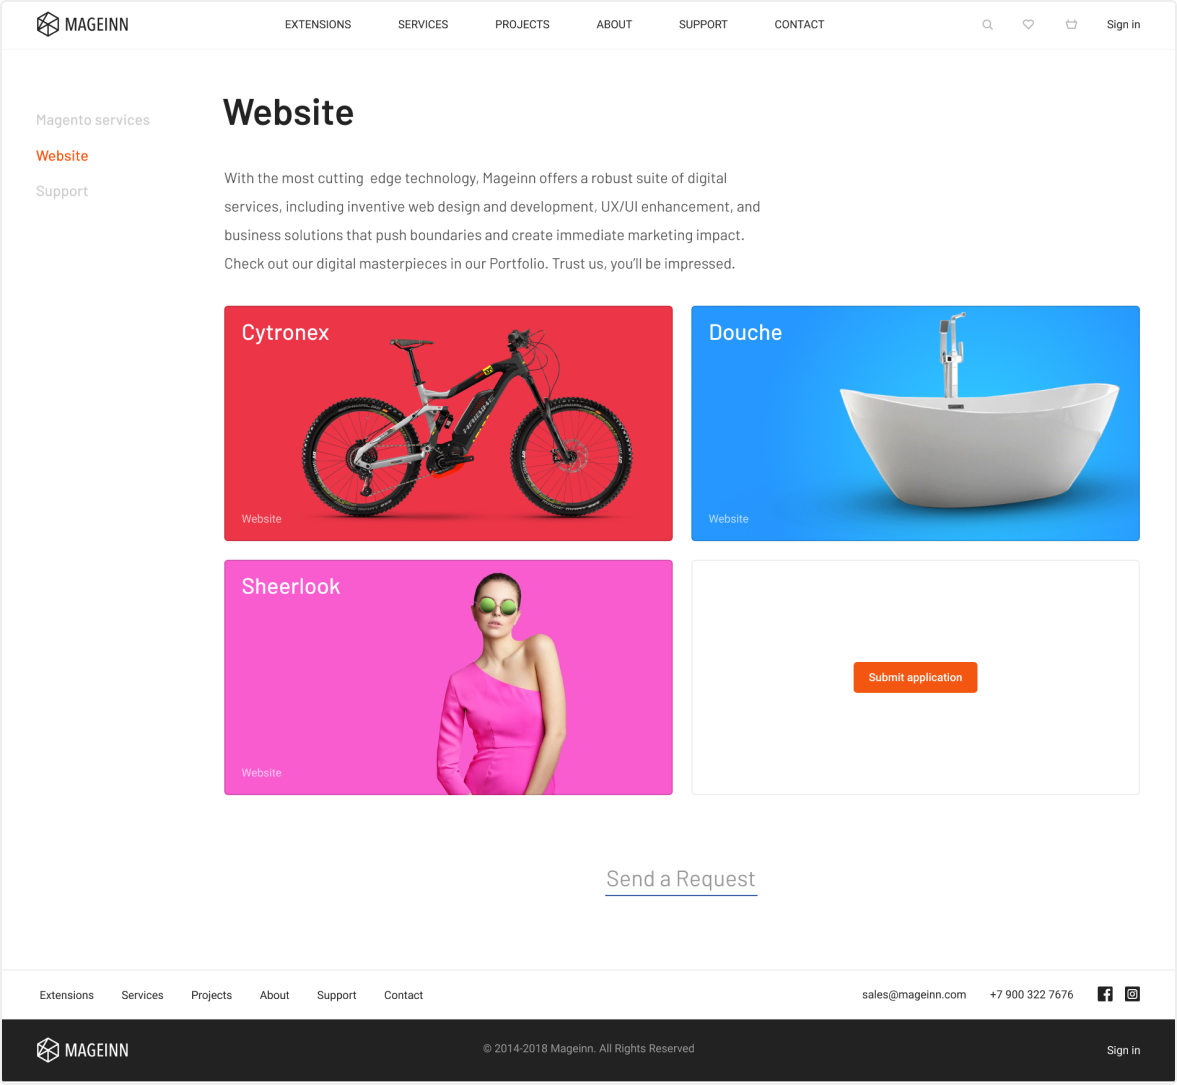 MAGEINN
EXTENSIONS
SERVICES
PROJECTS
ABOUT
SUPPORT
CONTACT
Sign in
Magento services
Website
Support
Website
With the most cutting  edge technology, Mageinn offers a robust suite of digital
services, including inventive web design and development, UX/UI enhancement, and
business solutions that push boundaries and create immediate marketing impact.
Check out our digital masterpieces in our Portfolio. Trust us, you'll be impressed.
Cytronex
HAIBIKE
Website
Douche
Website
Sheerlook
Website
Submit application
Send a Request
Extensions
Services
Projects
About
Support
Contact
sales@mageinn.com
+7 900 322 7676
MAGEINN
© 2014-2018 Mageinn. All Rights Reserved
Sign in